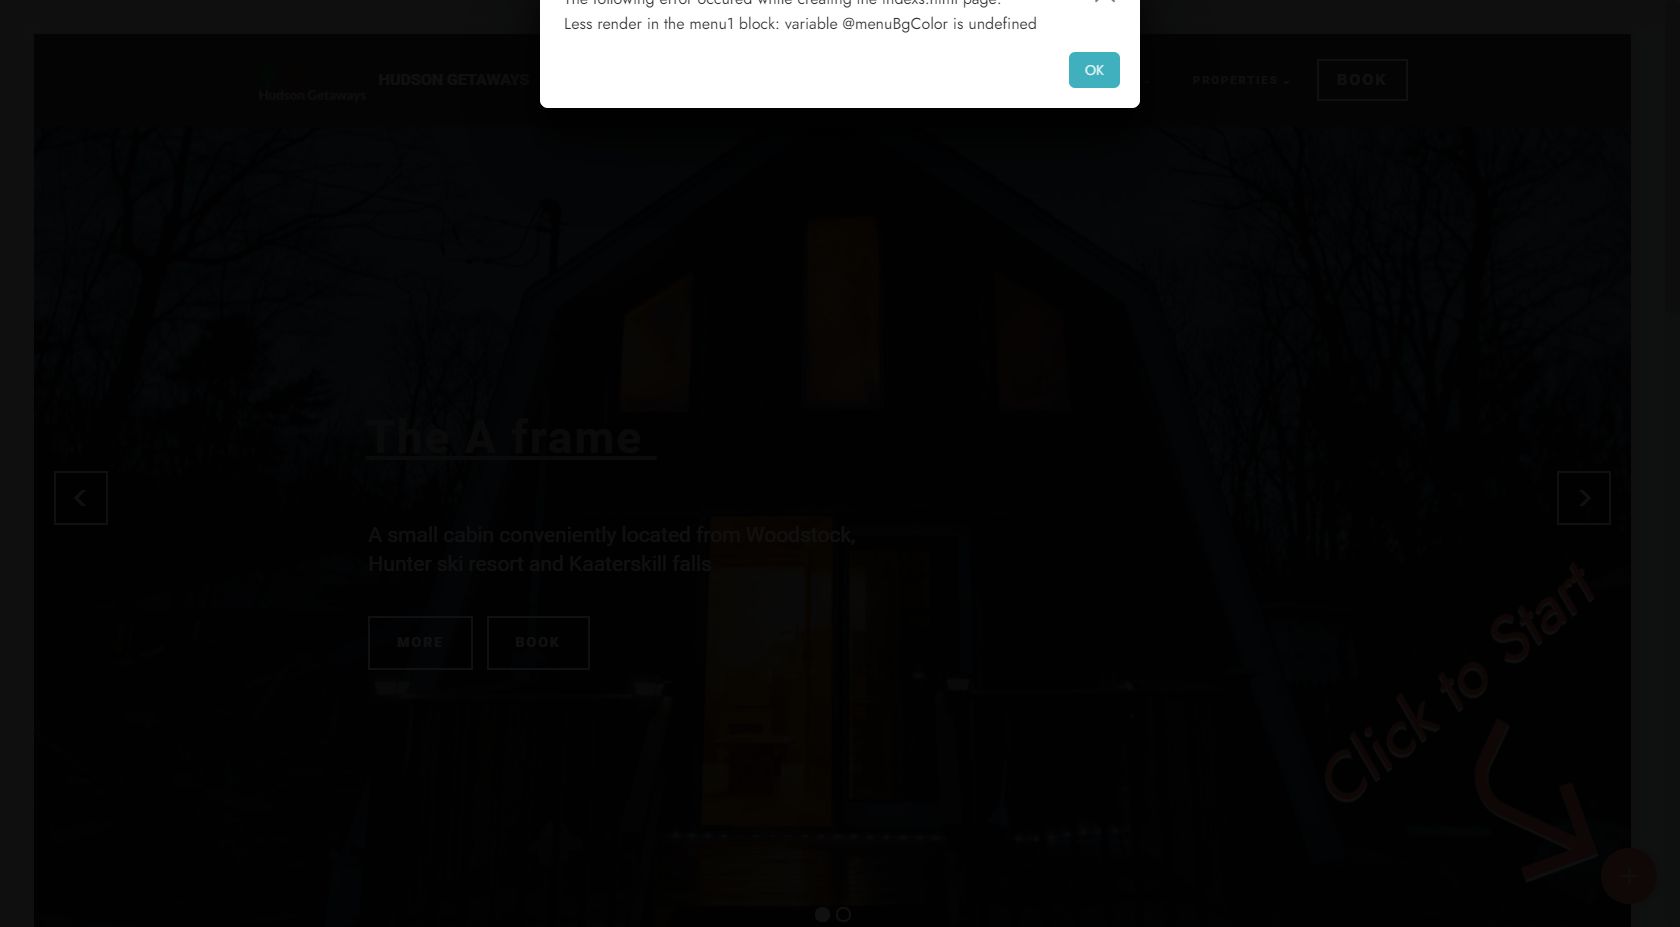 The following error occured while creating the indexs.html page:
Less render in the menu1 block: variable @menuBgColor is undefined
OK
Hudson Getaways
HUDSON GETAWAYS
PROPERTIES
BOOK
The A frame
A small cabin conveniently located from Woodstock,
Hunter ski resort and Kaaterskill falls
MORE
BOOK
Click to Start